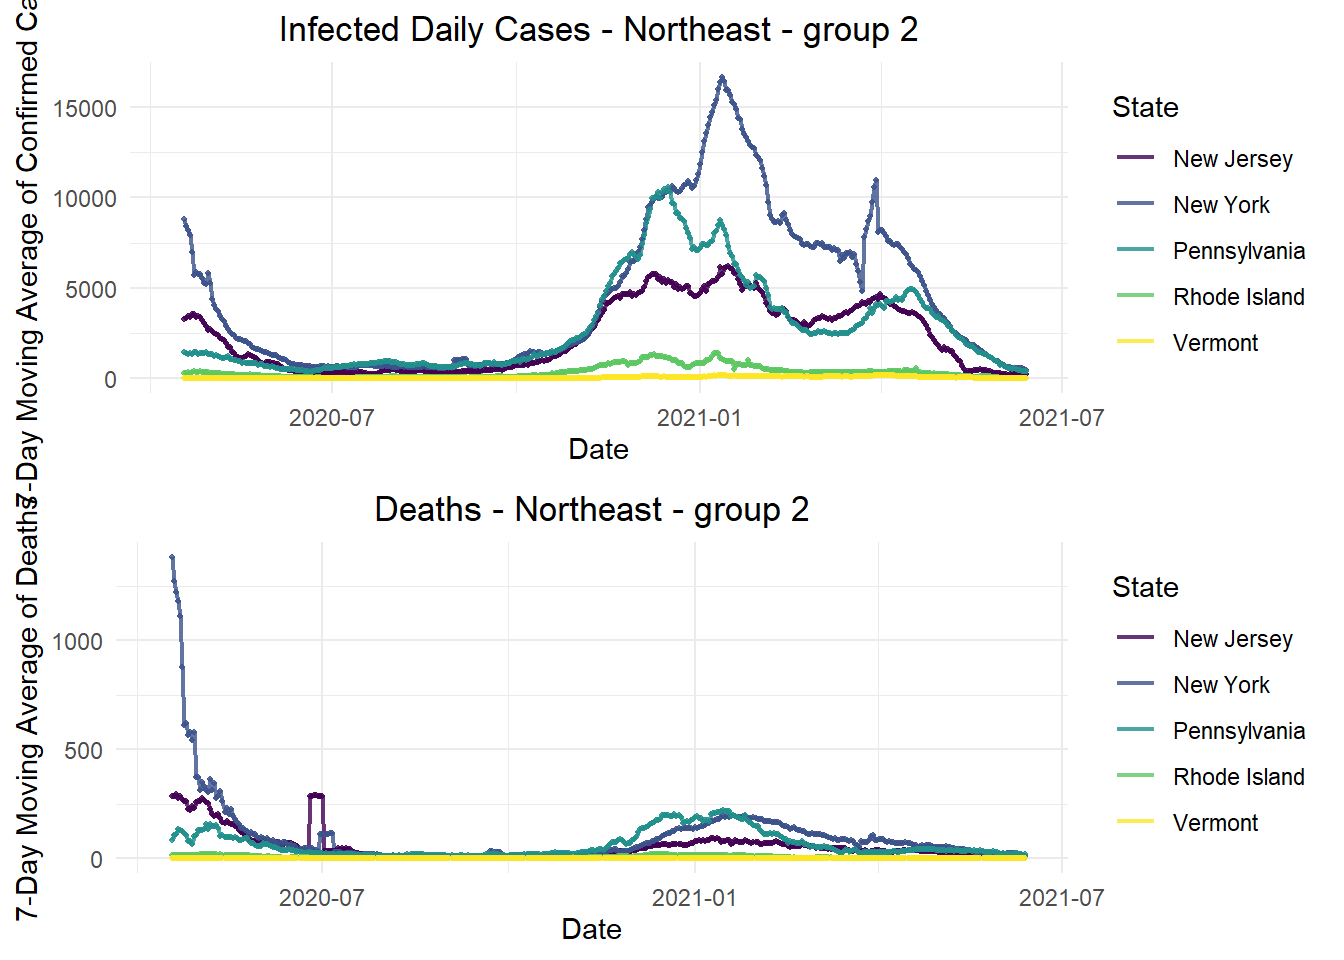 Infected Daily Cases - Northeast - group 2
7-Day Moving Average of Confirmed Ca
15000
10000
5000
0
2020-07
2021-01
2021-07
Date
State
New Jersey
New York
Pennsylvania
Rhode Island
Vermont
Deaths - Northeast - group 2
7-Day Moving Average of Deaths
1000
500
0
2020-07
2021-01
2021-07
Date
State
New Jersey
New York
Pennsylvania
Rhode Island
Vermont